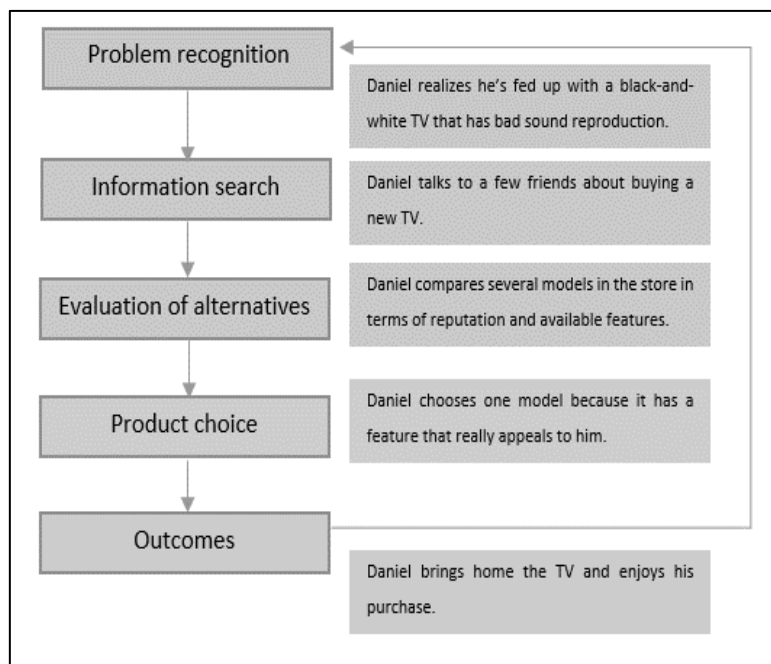 Problem recognition
Daniel realizes he's fed up with a black-and-
white TV that has bad sound reproduction.
Information search
Daniel talks to a few friends about buying a
new TV.
Evaluation of alternatives
Daniel compares several models in the store in
terms of reputation and available features.
Product choice
Daniel chooses one model because it has a
feature that really appeals to him.
Outcomes
Daniel brings home the TV and enjoys his
purchase.